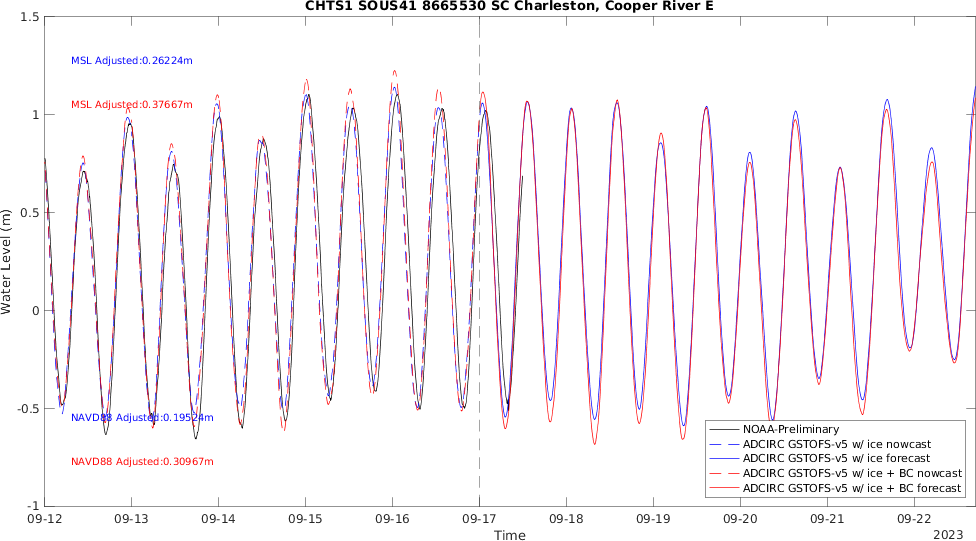 CHTS1 SOUS41 8665530 SC Charleston, Cooper River E
1.5
MSL Adjusted:0.26224m
MSL Adjusted:0.37667m
1
0.5
Water Level (m)
0
-0.5
NAVD88 Adjusted:0.19524m
NAVD88 Adjusted:0.30967m
-1
NOAA-Preliminary
ADCIRC GSTOFS-v5 w/ ice nowcast
ADCIRC GSTOFS-v5 w/ ice forecast
ADCIRC GSTOFS-v5 w/ ice + BC nowcast
ADCIRC GSTOFS-v5 w/ ice + BC forecast
09-12 09-13 09-14 09-15 09-16 09-17 09-18 09-19 09-20 09-21 09-22
Time
2023